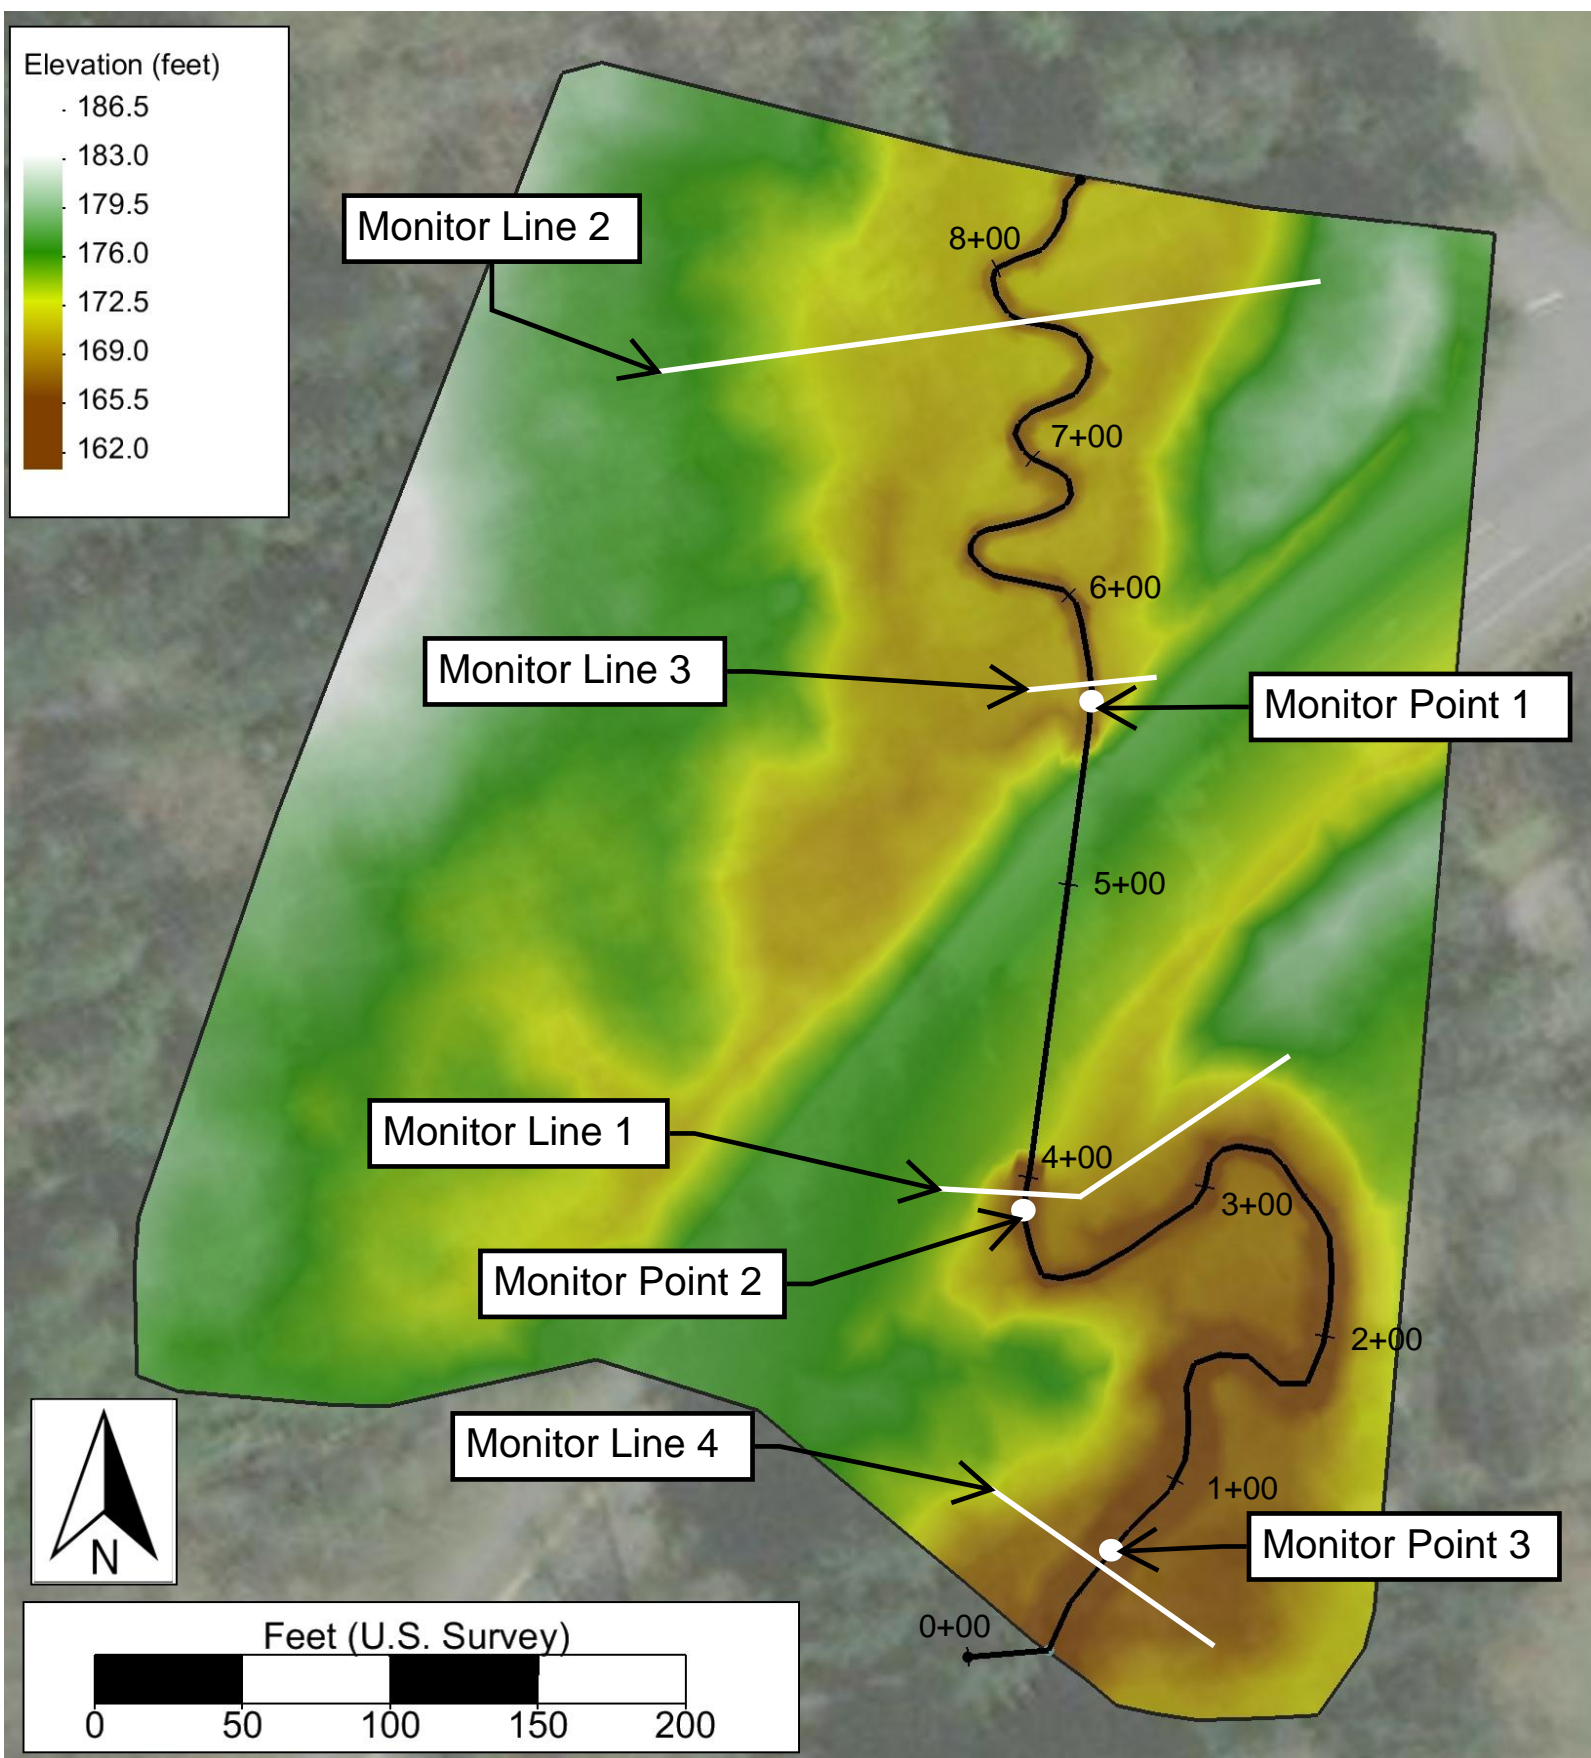 Elevation (feet)
186.5
183.0
179.5
176.0
172.5
169.0
165.5
162.0
Monitor Line 2
8+00
7+00
6+00
Monitor Line 3
Monitor Point 1
5+00
Monitor Line 1
4+00
3+00
Monitor Point 2
2+00
Monitor Line 4
1+00
Monitor Point 3
N
0+00
Feet (U.S. Survey)
0 50 100 150 200